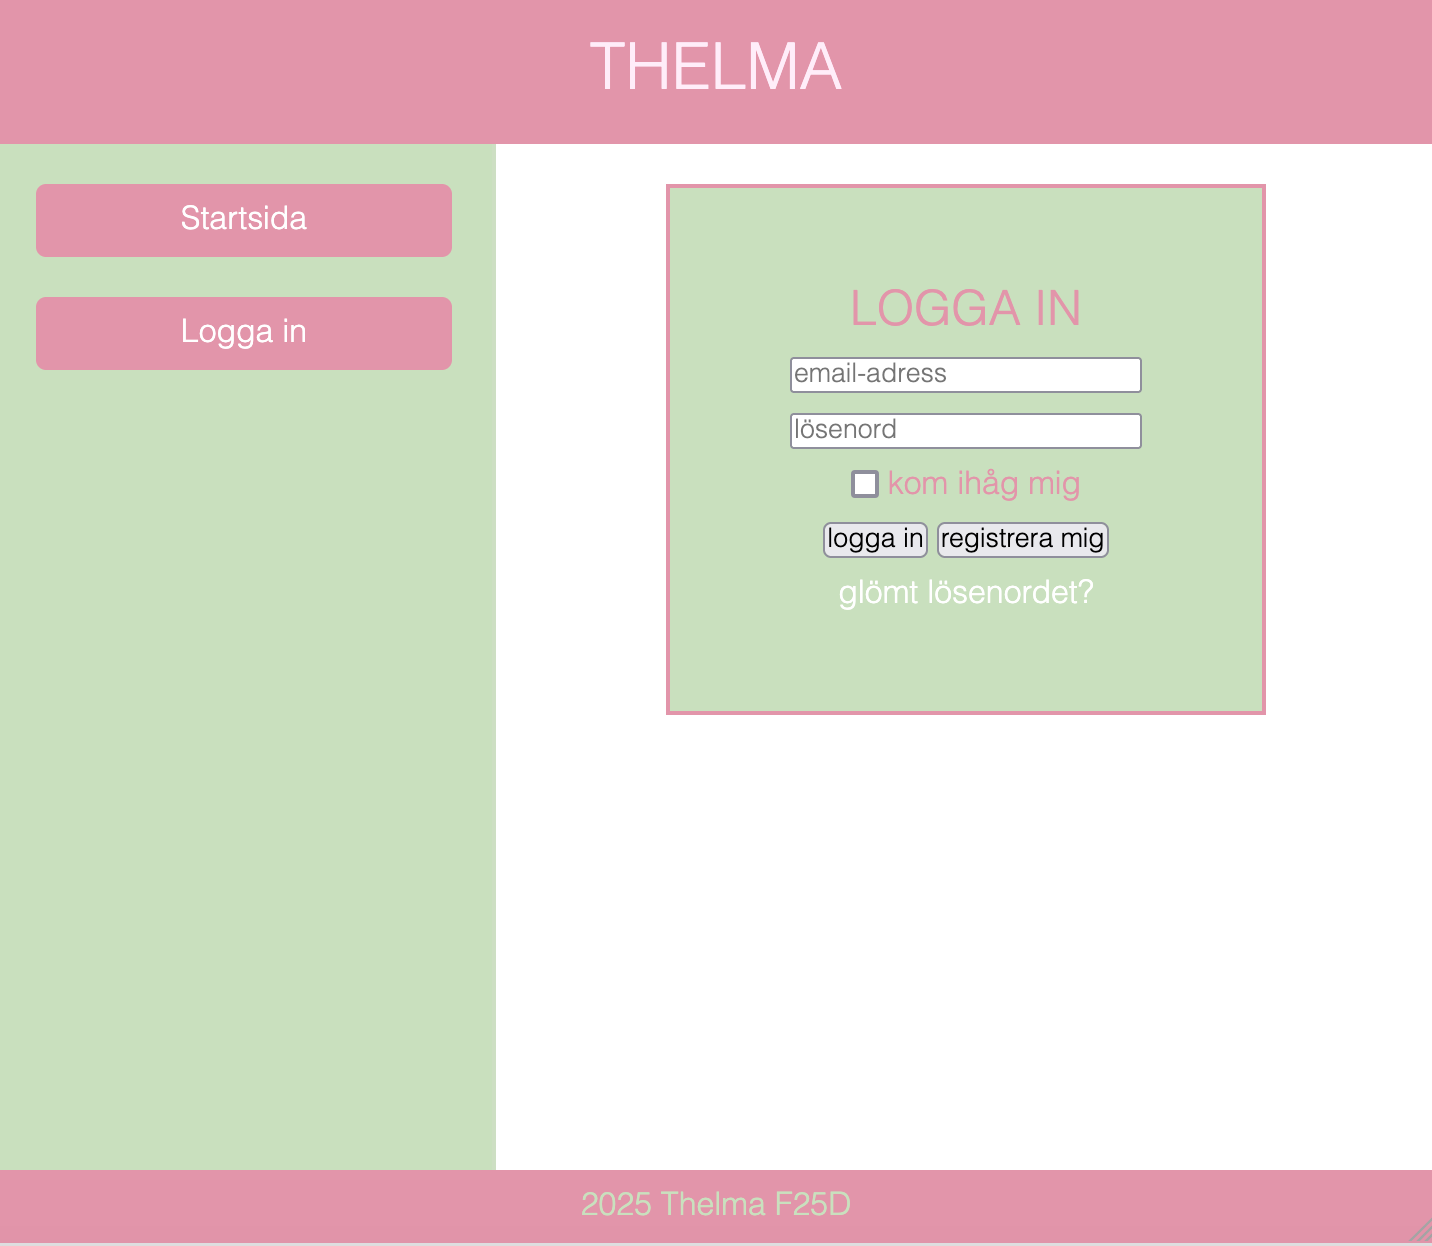 THELMA
Startsida
Logga in
LOGGA IN
email-adress
lösenord
kom ihåg mig
logga in registrera mig
glömt lösenordet?
2025 Thelma F25D